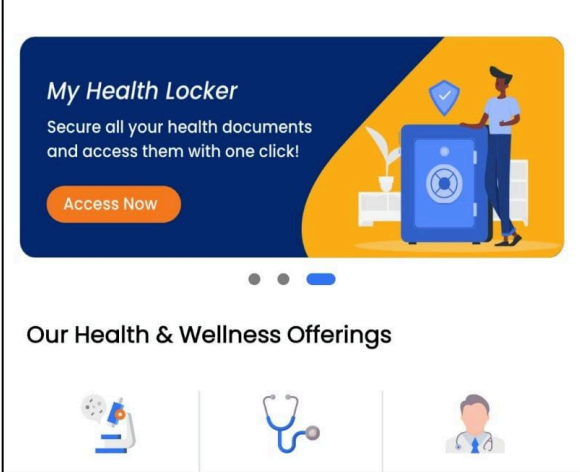 My Health Locker
Secure all your health documents
and access them with one click!
Access Now
Our Health & Wellness Offerings